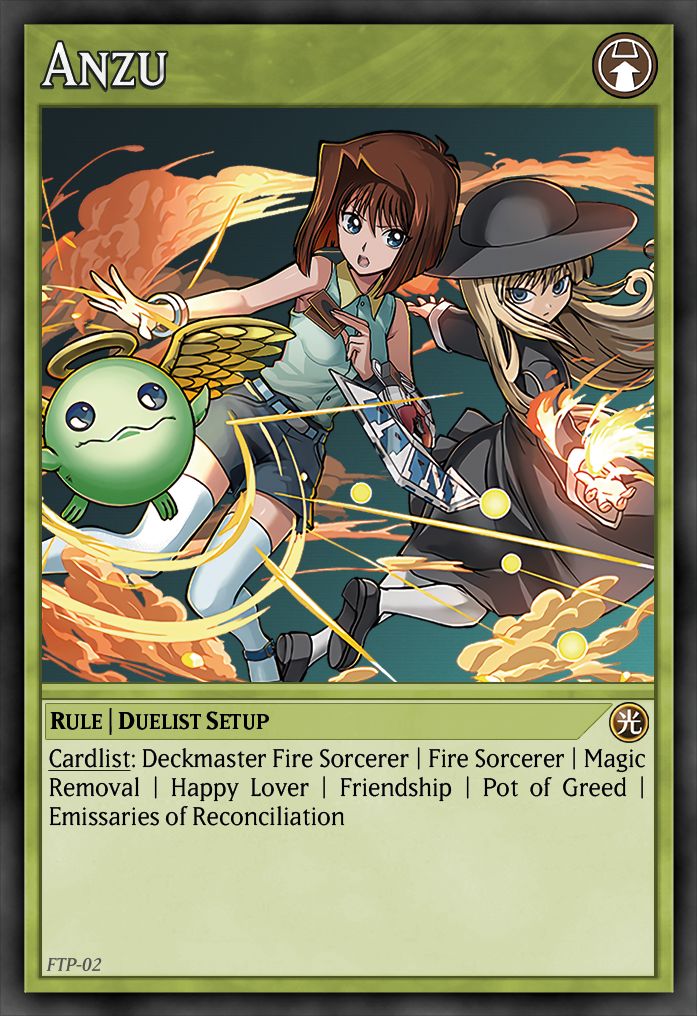 Anzu
Rule | Duelist Setup
光
Cardlist: Deckmaster Fire Sorcerer | Fire Sorcerer | Magic
Removal | Happy Lover | Friendship | Pot of Greed |
Emissaries of Reconciliation
FTP-02